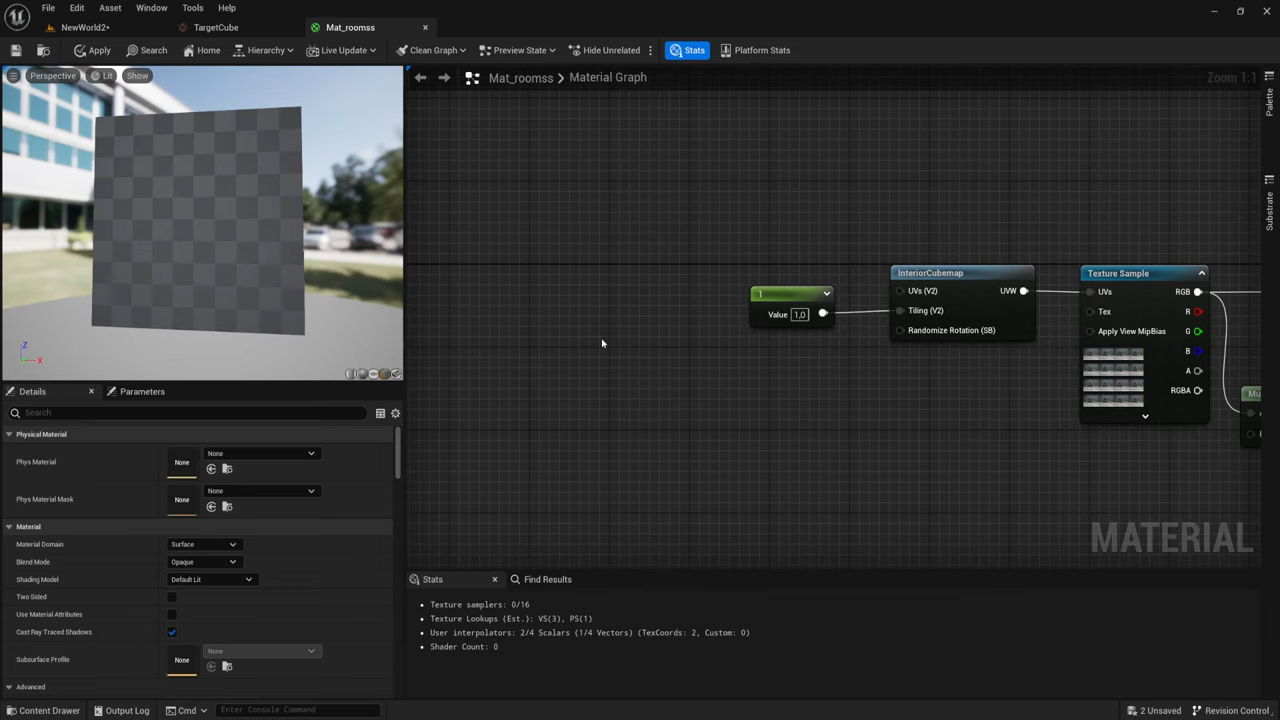 File Edit Asset Window Tools Help
NewWorld2* TargetCube Mat_roomss
Apply Search Home Hierarchy Live Update Clean Graph Preview State Hide Unrelated Stats Platform Stats
Perspective Lit Show
Mat_roomss > Material Graph Zoom 1:1
Palette
Substrate
Z
X
1
Value 1,0
InteriorCubemap
UVs (V2) UVW
Tiling (V2)
Randomize Rotation (SB)
Texture Sample
UVs RGB
Tex R
Apply View MipBias G
B
A
RGBA
MATERIAL
Details Parameters
Search
Physical Material
Phys Material None None
Phys Material Mask None None
Material
Material Domain Surface
Blend Mode Opaque
Shading Model Default Lit
Two Sided
Use Material Attributes
Cast Ray Traced Shadows
Subsurface Profile None None
Advanced
Stats Find Results
Texture samplers: 0/16
Texture Lookups (Est.): VS(3), PS(1)
User interpolators: 2/4 Scalars (1/4 Vectors) (TexCoords: 2, Custom: 0)
Shader Count: 0
Content Drawer Output Log Cmd Enter Console Command 2 Unsaved Revision Control